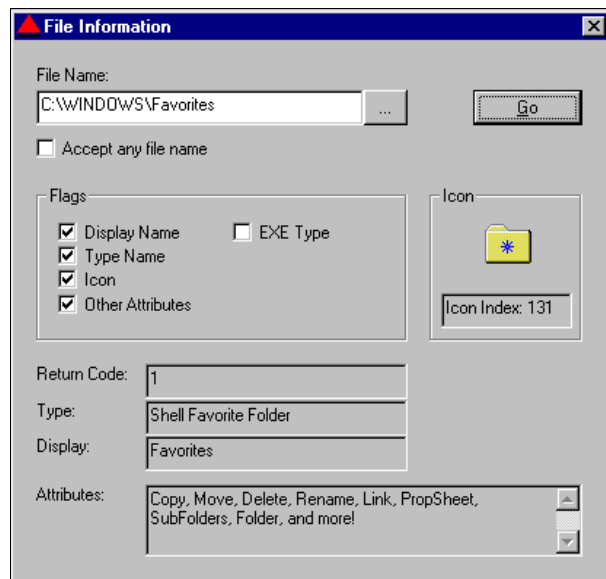 File Information
File Name:
C:\WINDOWS\Favorites
...
Go
Accept any file name
Flags
Icon
Display Name
EXE Type
Type Name
Icon
Other Attributes
Icon Index: 131
Return Code:
1
Type:
Shell Favorite Folder
Display:
Favorites
Attributes:
Copy, Move, Delete, Rename, Link, PropSheet,
SubFolders, Folder, and more!